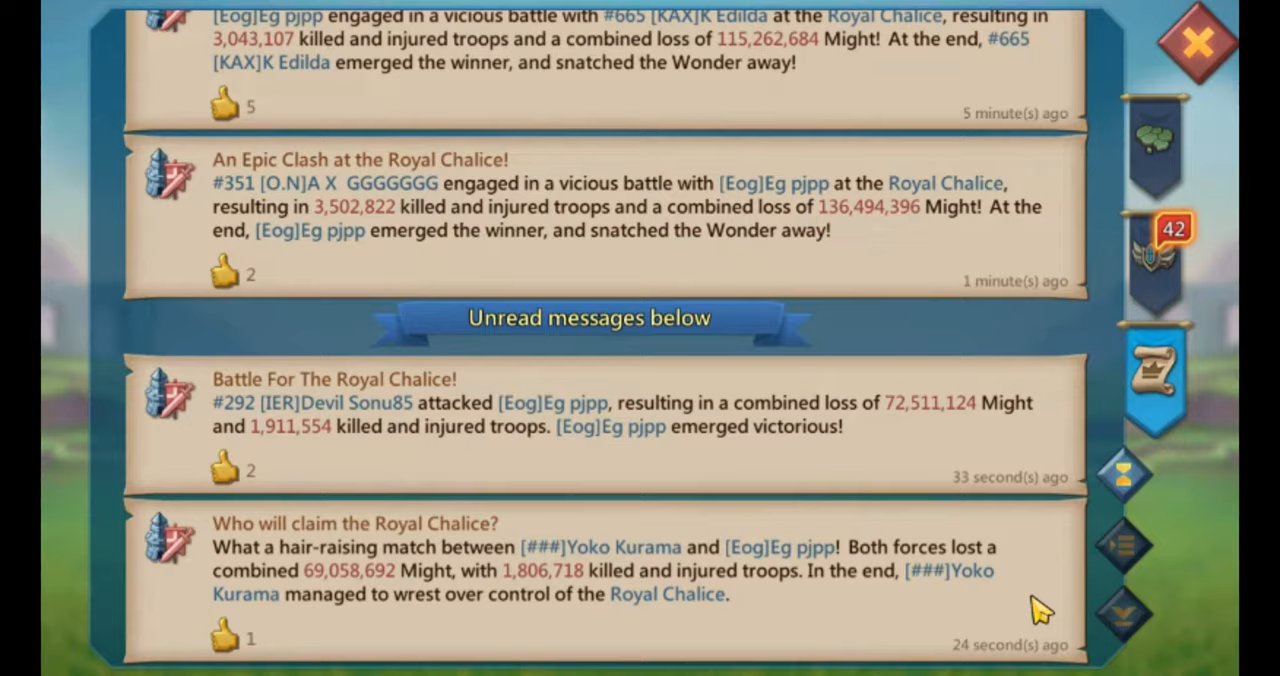 [Eog]Eg pjpp engaged in a vicious battle with #665 [KAX]K Edilda at the Royal Chalice, resulting in
3,043,107 killed and injured troops and a combined loss of 115,262,684 Might! At the end, #665
[KAX]K Edilda emerged the winner, and snatched the Wonder away!
5
5 minute(s) ago
An Epic Clash at the Royal Chalice!
#351 [O.N]A X  GGGGGGG engaged in a vicious battle with [Eog]Eg pjpp at the Royal Chalice,
resulting in 3,502,822 killed and injured troops and a combined loss of 136,494,396 Might! At the
end, [Eog]Eg pjpp emerged the winner, and snatched the Wonder away!
2
1 minute(s) ago
42
Unread messages below
Battle For The Royal Chalice!
#292 [IER]Devil Sonu85 attacked [Eog]Eg pjpp, resulting in a combined loss of 72,511,124 Might
and 1,911,554 killed and injured troops. [Eog]Eg pjpp emerged victorious!
2
33 second(s) ago
Who will claim the Royal Chalice?
What a hair-raising match between [###]Yoko Kurama and [Eog]Eg pjpp! Both forces lost a
combined 69,058,692 Might, with 1,806,718 killed and injured troops. In the end, [###]Yoko
Kurama managed to wrest over control of the Royal Chalice.
1
24 second(s) ago